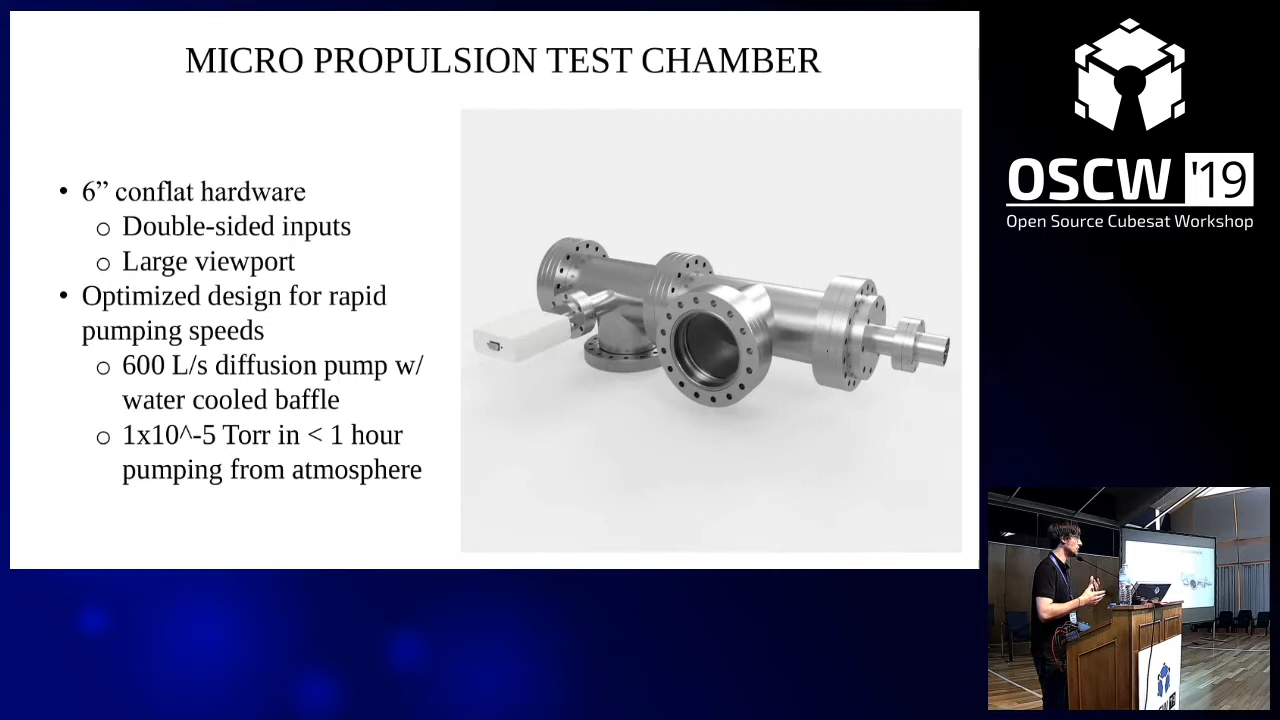 MICRO PROPULSION TEST CHAMBER
• 6” conflat hardware
○ Double-sided inputs
○ Large viewport
• Optimized design for rapid
pumping speeds
○ 600 L/s diffusion pump w/
water cooled baffle
○ 1x10^-5 Torr in < 1 hour
pumping from atmosphere
OSCW '19
Open Source Cubesat Workshop